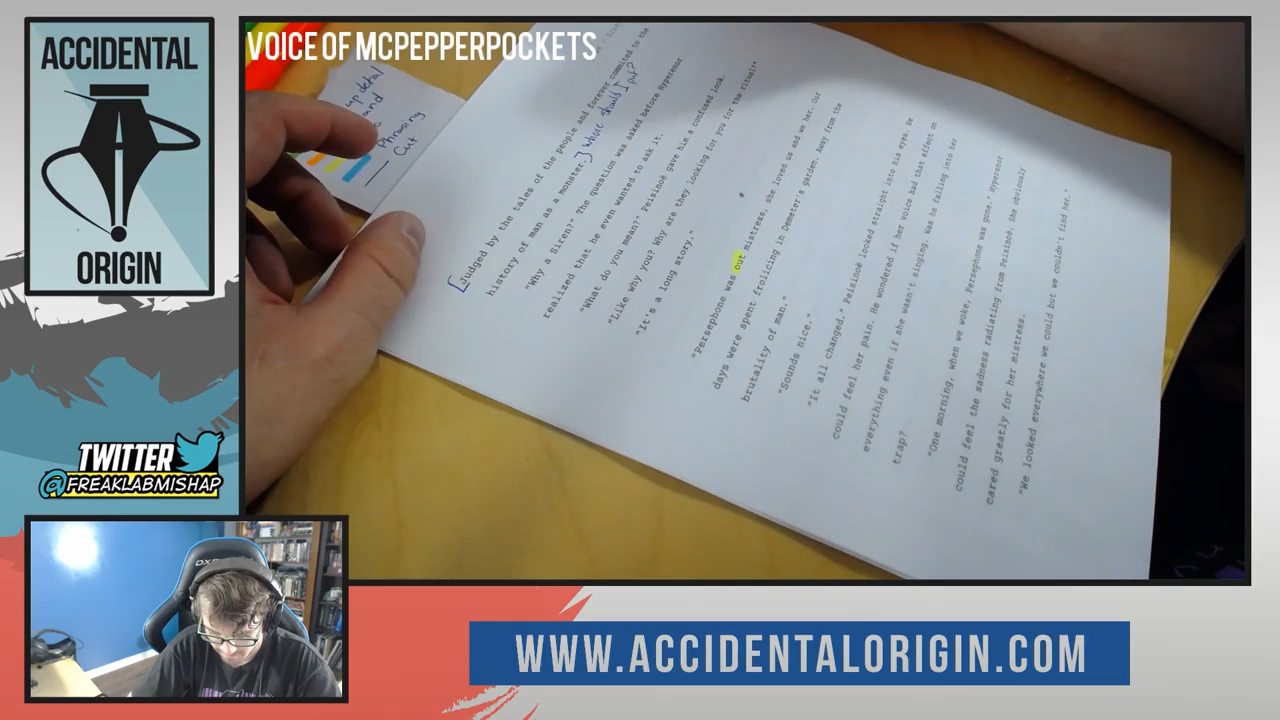 ACCIDENTAL
ORIGIN
VOICE OF MCPEPPERPOCKETS
up detal
and
Phrasing
Cut
[Judged by the tales of the people and forever commited to the
history of man as a monster.] where should I put?
"Why a Siren?" The question was asked before Hyperenor
realized that he even wanted to ask it.
"What do you mean?" Peisinoë gave him a confused look.
"Like why you? Why are they looking for you for the ritual?"
"It's a long story."
#
"Persephone was out mistress, she loved us and we her. Our
days were spent frolicing in Demeter's garden. Away from the
brutality of man."
"Sounds nice."
"It all changed." Peisinoë looked straight into his eyes. He
could feel her pain. He wondered if her voice had that effect on
everything even if she wasn't singing. Was he falling into her
trap?
"One morning, when we woke, Persephone was gone." Hyperenor
could feel the sadness radiating from Peisinoë. She obviously
cared greatly for her mistress.
"We looked everywhere we could but we couldn't find her."
TWITTER
@FREAKLABMISHAP
DX
WWW.ACCIDENTALORIGIN.COM